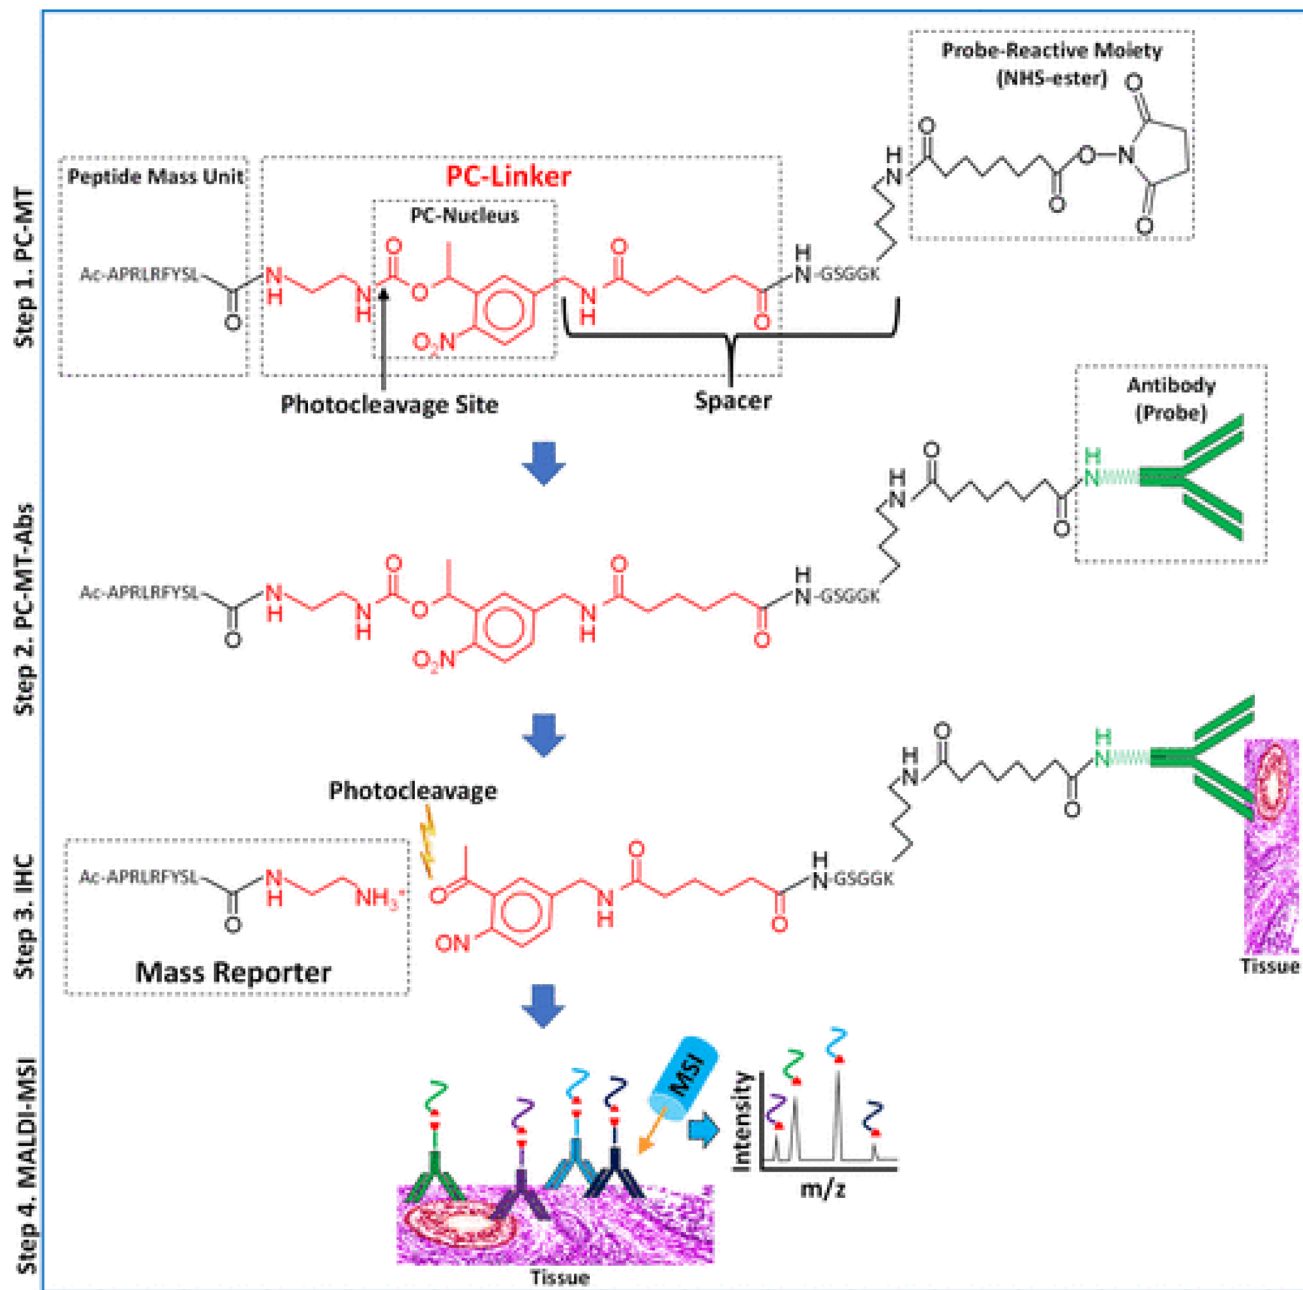 Step 1. PC-MT
Probe-Reactive Moiety
(NHS-ester)
Peptide Mass Unit
PC-Linker
PC-Nucleus
Ac-APRLRFYSL
O
N
H
N
H
O
O
O₂N
O
N
H
O
H
N
-GSGGK
H
N
O
O
O
N
O
O
Photocleavage Site
Spacer
Step 2. PC-MT-Abs
Antibody
(Probe)
Ac-APRLRFYSL
O
N
H
N
H
O
O
O₂N
N
H
O
O
H
N
-GSGGK
H
N
O
O
H
N
Step 3. IHC
Photocleavage
Ac-APRLRFYSL
O
H
N
NH₃⁺
Mass Reporter
O
ON
N
H
O
O
H
N
-GSGGK
H
N
O
O
H
N
Tissue
Step 4. MALDI-MSI
MSI
Intensity
m/z
Tissue